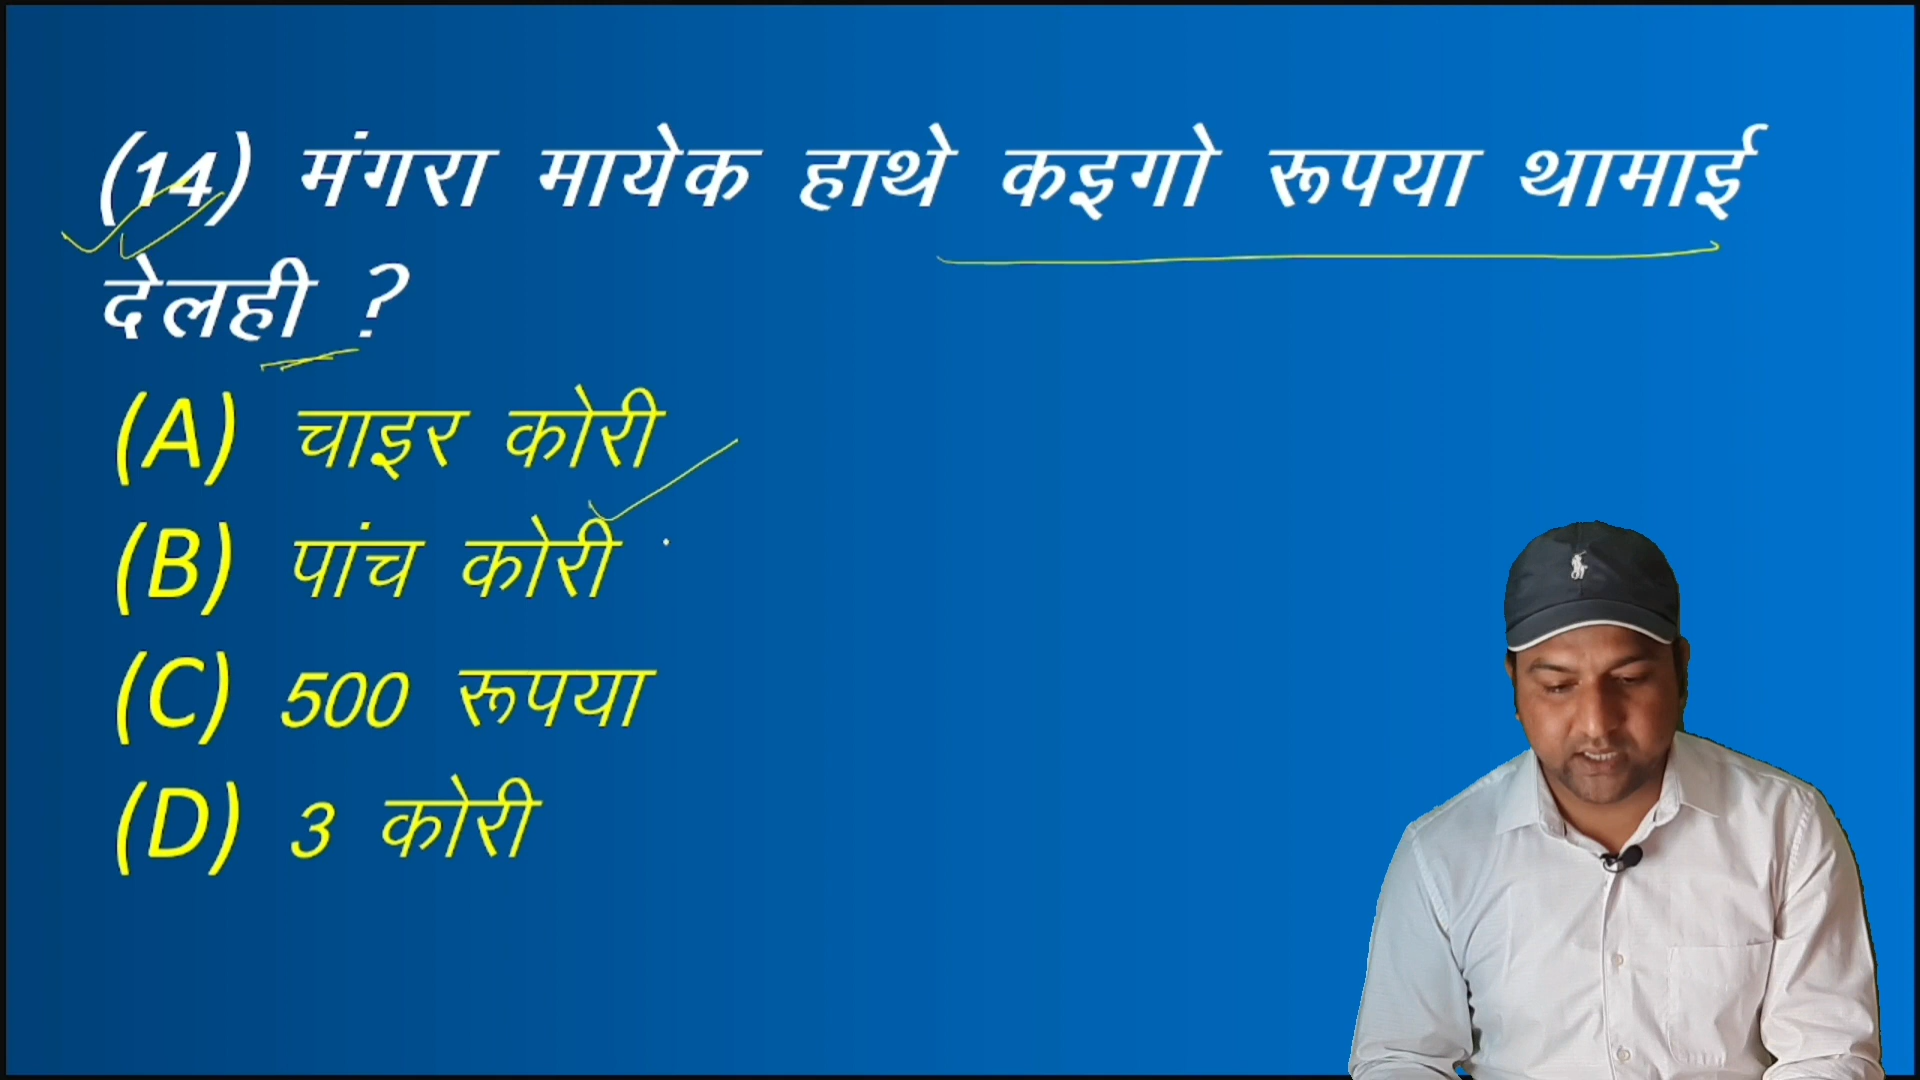 (14) मंगरा मायेक हाथे कइगो रूपया थामाई
देलही ?
(A) चाइर कोरी
(B) पांच कोरी
(C) 500 रूपया
(D) 3 कोरी